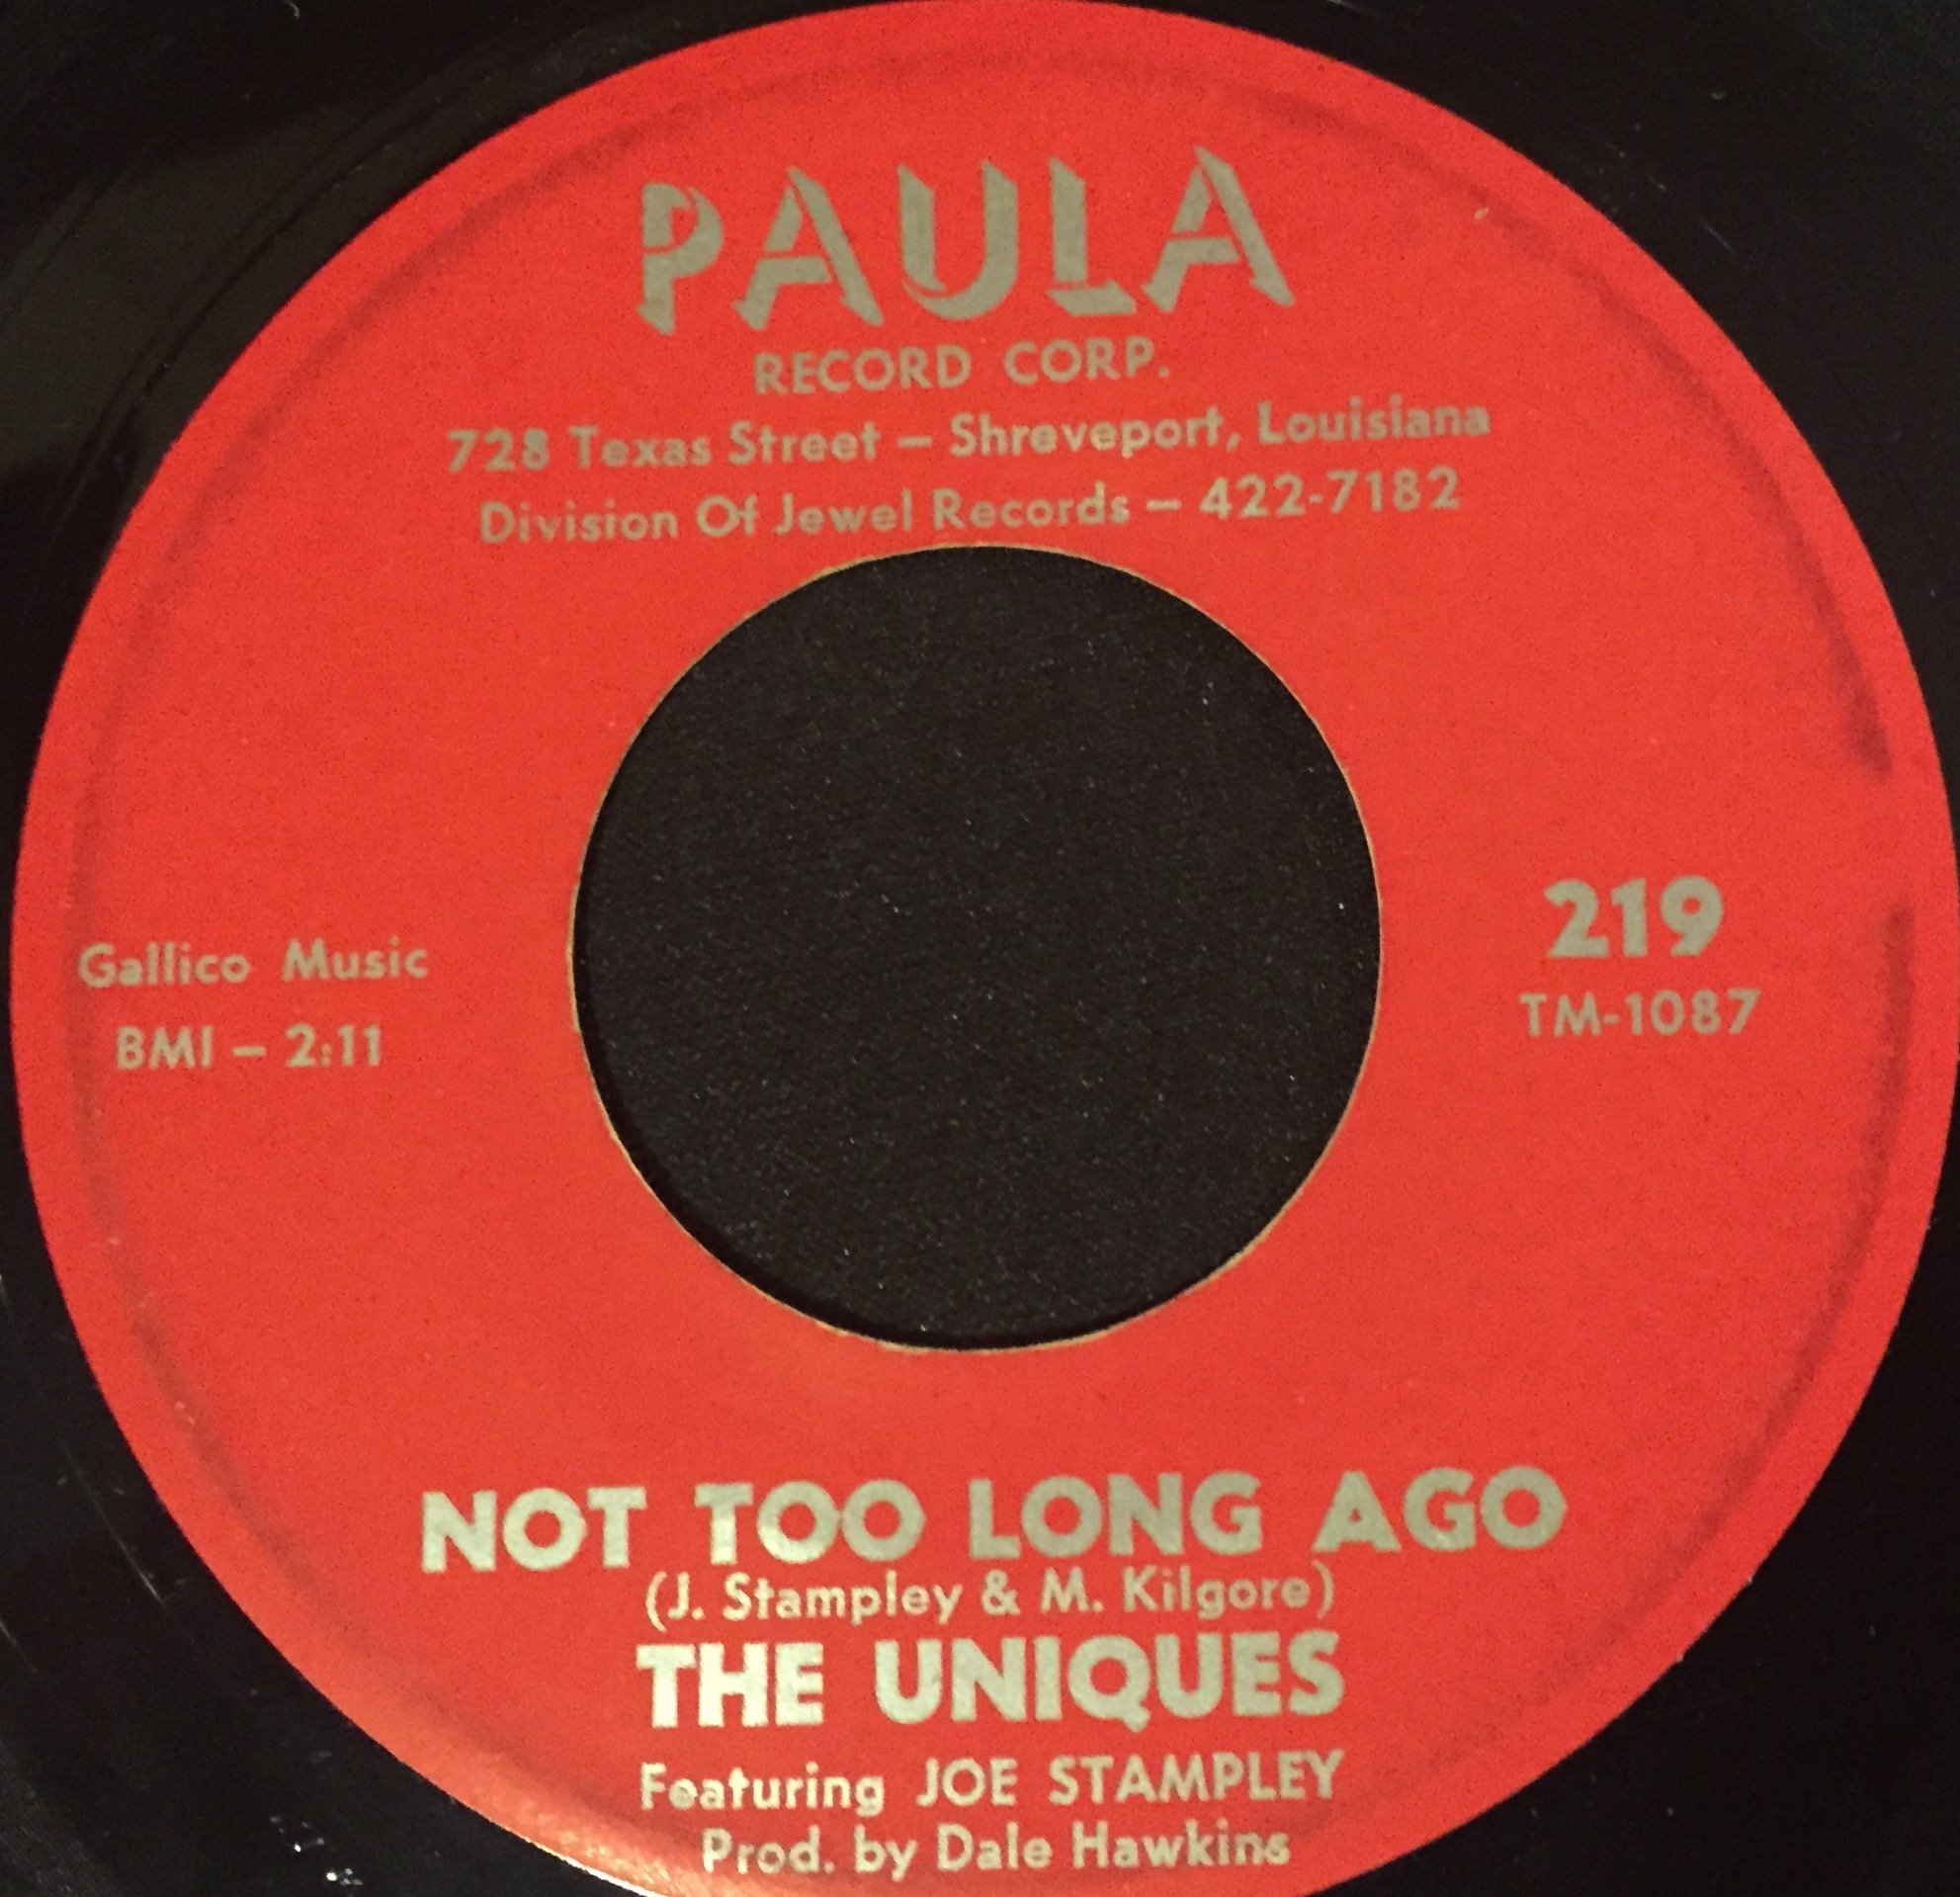 PAULA
RECORD CORP.
728 Texas Street – Shreveport, Louisiana
Division Of Jewel Records – 422-7182
Gallico Music
BMI – 2:11
219
TM-1087
NOT TOO LONG AGO
(J. Stampley & M. Kilgore)
THE UNIQUES
Featuring JOE STAMPLEY
Prod. by Dale Hawkins